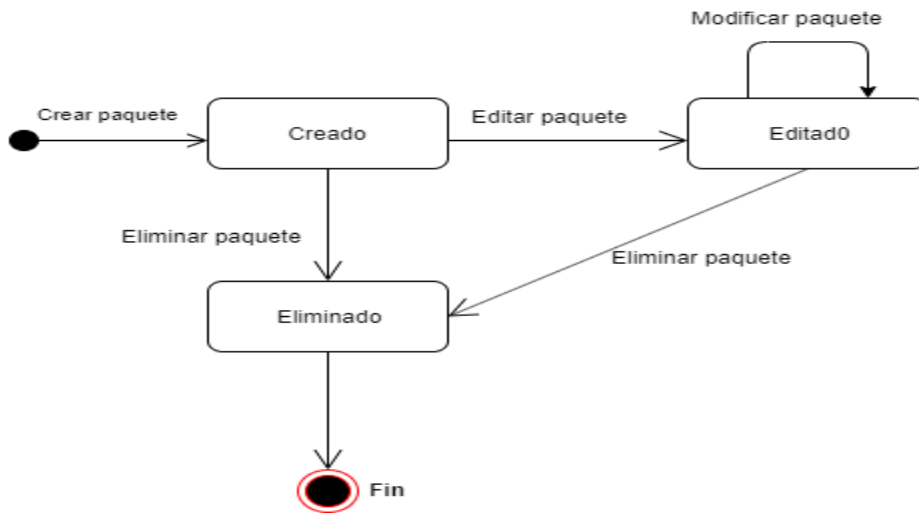 Modificar paquete
Crear paquete
Creado
Editar paquete
Editad0
Eliminar paquete
Eliminar paquete
Eliminado
Fin